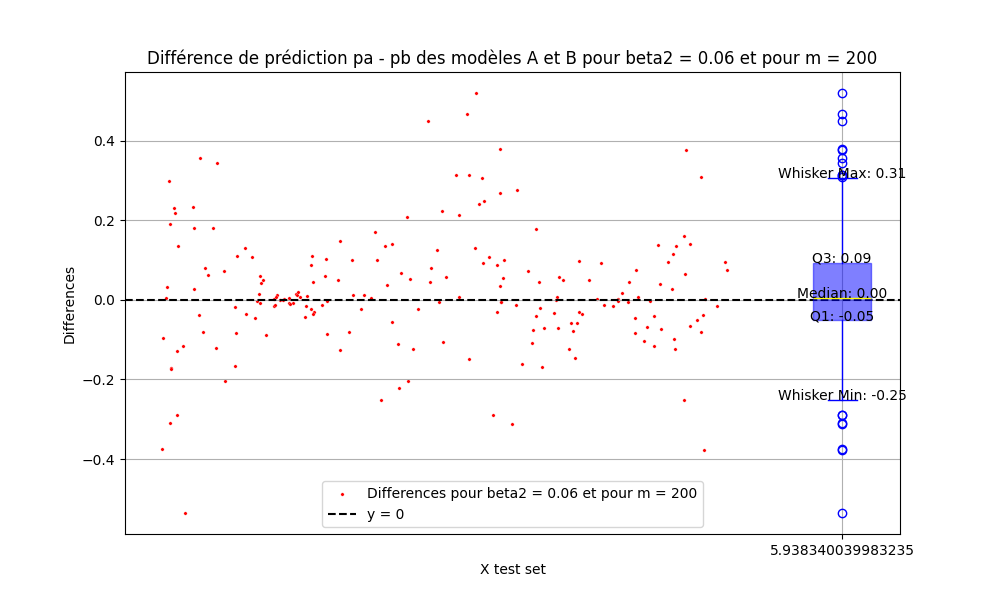 Différence de prédiction pa - pb des modèles A et B pour beta2 = 0.06 et pour m = 200
Differences
0.4
0.2
0.0
−0.2
−0.4
Whisker Max: 0.31
Q3: 0.09
Median: 0.00
Q1: -0.05
Whisker Min: -0.25
Differences pour beta2 = 0.06 et pour m = 200
y = 0
5.938340039983235
X test set